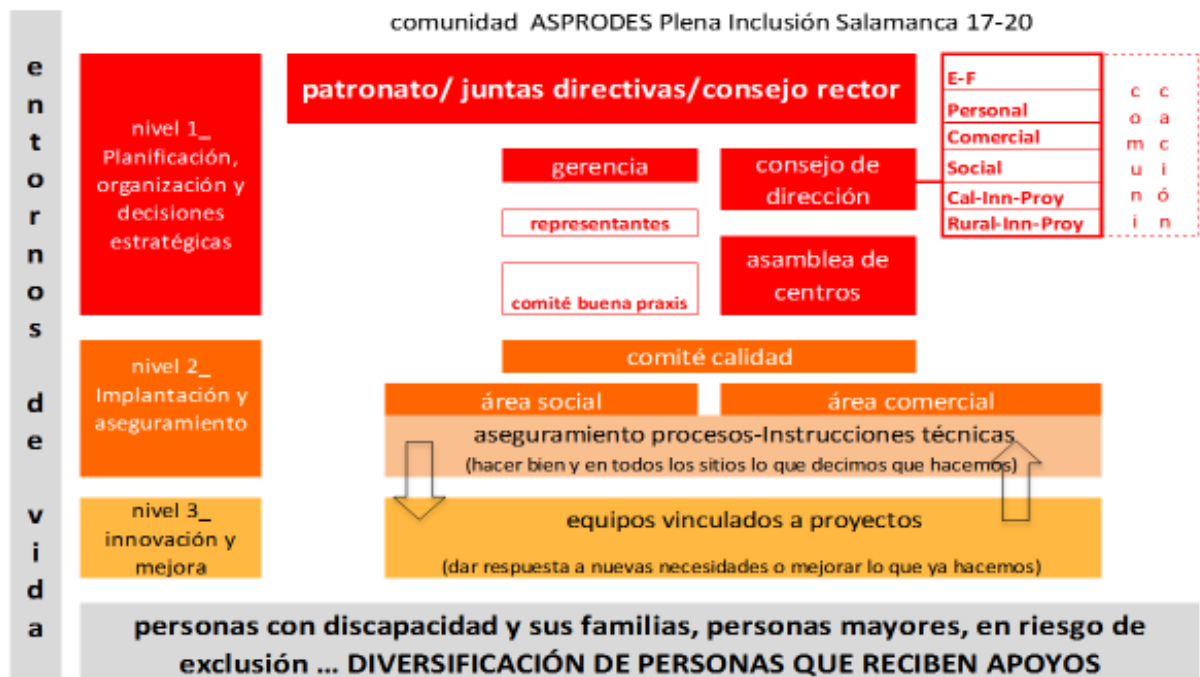 comunidad ASPRODES Plena Inclusión Salamanca 17-20
entornos de vida
nivel 1_
Planificación,
organización y
decisiones
estratégicas
patronato/ juntas directivas/consejo rector
gerencia
representantes
comité buena praxis
consejo de
dirección
asamblea de
centros
E-F
Personal
Comercial
Social
Cal-Inn-Proy
Rural-Inn-Proy
comuni
cación
nivel 2_
Implantación y
aseguramiento
comité calidad
área social
área comercial
aseguramiento procesos-Instrucciones técnicas
(hacer bien y en todos los sitios lo que decimos que hacemos)
nivel 3_
innovación y
mejora
equipos vinculados a proyectos
(dar respuesta a nuevas necesidades o mejorar lo que ya hacemos)
personas con discapacidad y sus familias, personas mayores, en riesgo de
exclusión ... DIVERSIFICACIÓN DE PERSONAS QUE RECIBEN APOYOS